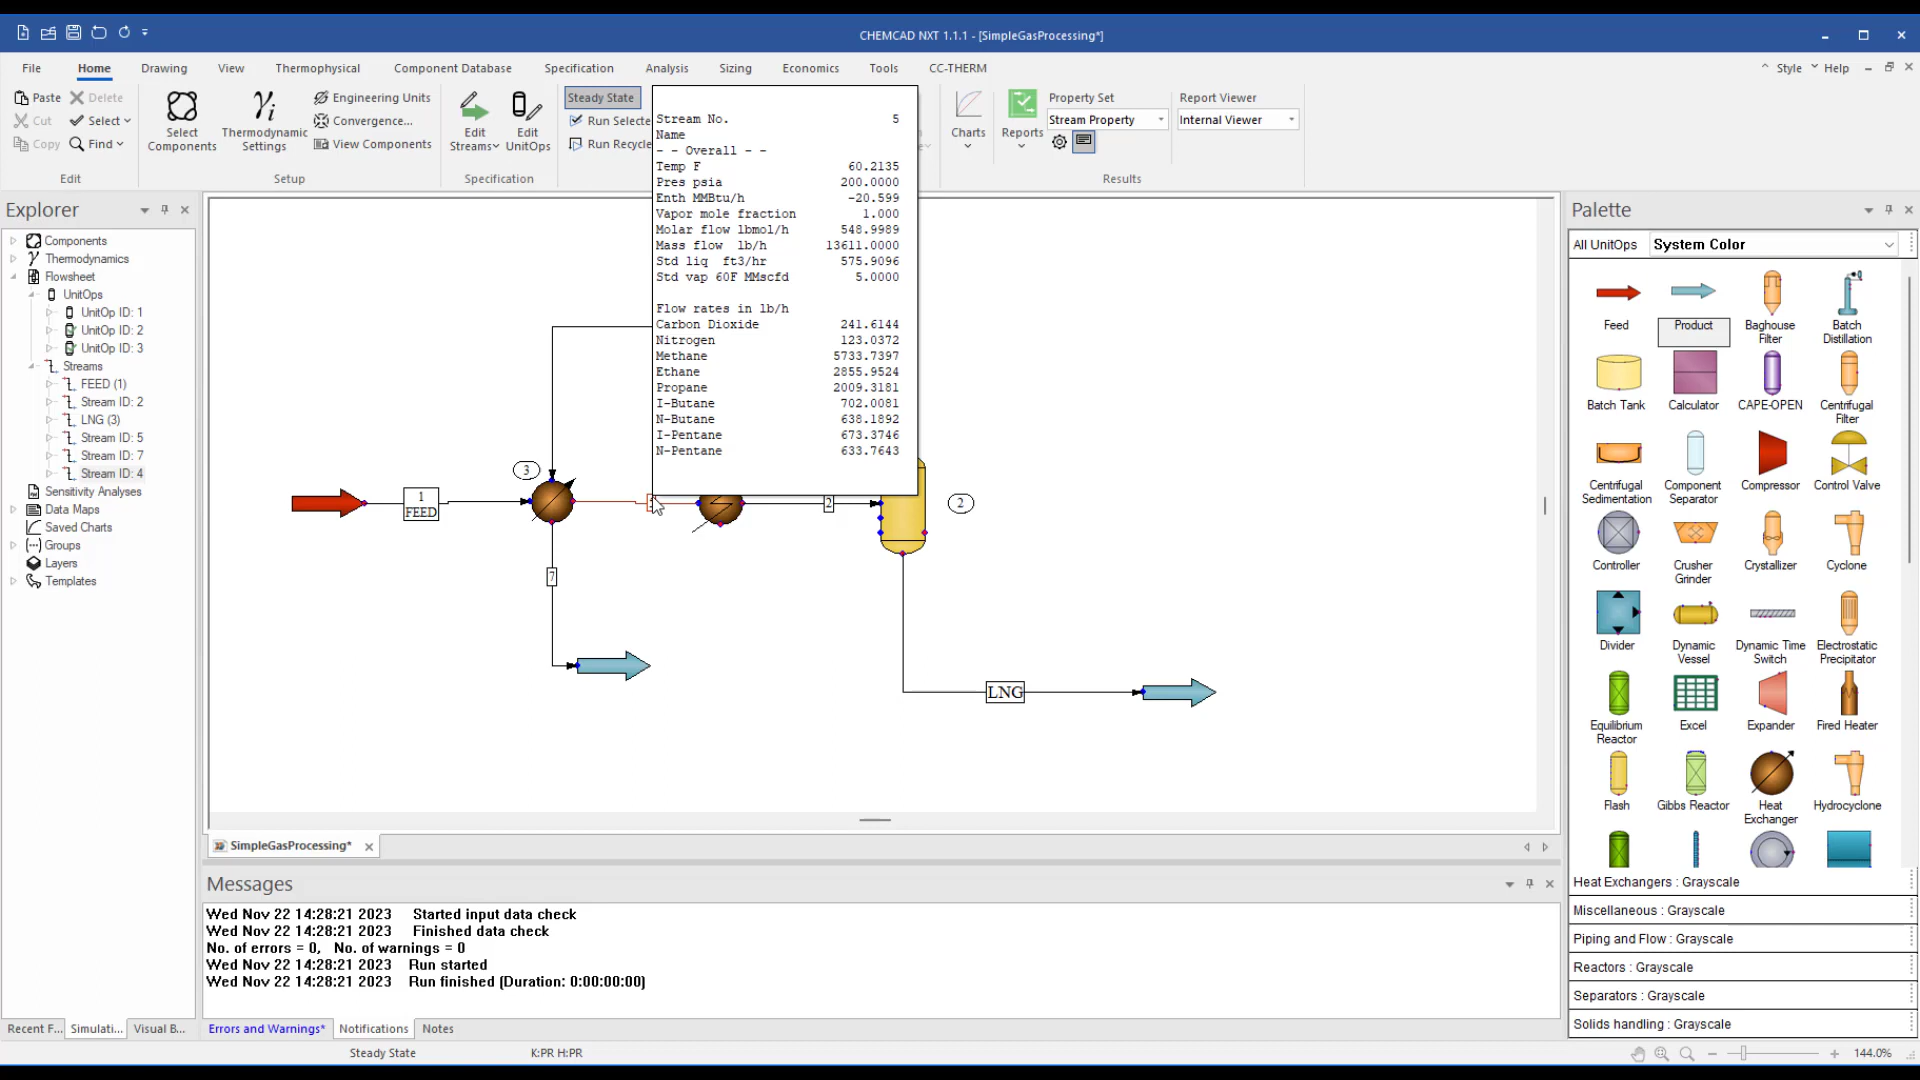 CHEMCAD NXT 1.1.1 - [SimpleGasProcessing*]
File Home Drawing View Thermophysical Component Database Specification Analysis Sizing Economics Tools CC-THERM Style Help
Paste Delete
Cut Select
Copy Find
Edit
Select Components
Thermodynamic Settings
Engineering Units
Convergence...
View Components
Setup
Edit Streams
Edit UnitOps
Specification
Steady State
Run Selecte
Run Recycle
Charts
Reports
Property Set
Stream Property
Report Viewer
Internal Viewer
Results
Explorer
Components
Thermodynamics
Flowsheet
UnitOps
UnitOp ID: 1
UnitOp ID: 2
UnitOp ID: 3
Streams
FEED (1)
Stream ID: 2
LNG (3)
Stream ID: 5
Stream ID: 7
Stream ID: 4
Sensitivity Analyses
Data Maps
Saved Charts
Groups
Layers
Templates
Recent F... Simulati... Visual B...
Stream No. 5
Name
- - Overall - -
Temp F 60.2135
Pres psia 200.0000
Enth MMBtu/h -20.599
Vapor mole fraction 1.000
Molar flow lbmol/h 548.9989
Mass flow lb/h 13611.0000
Std liq ft3/hr 575.9096
Std vap 60F MMscfd 5.0000
Flow rates in lb/h
Carbon Dioxide 241.6144
Nitrogen 123.0372
Methane 5733.7397
Ethane 2855.9524
Propane 2009.3181
I-Butane 702.0081
N-Butane 638.1892
I-Pentane 673.3746
N-Pentane 633.7643
3
1
FEED
2
2
7
LNG
SimpleGasProcessing*
Messages
Wed Nov 22 14:28:21 2023 Started input data check
Wed Nov 22 14:28:21 2023 Finished data check
No. of errors = 0, No. of warnings = 0
Wed Nov 22 14:28:21 2023 Run started
Wed Nov 22 14:28:21 2023 Run finished (Duration: 0:00:00:00)
Errors and Warnings* Notifications Notes
Steady State K:PR H:PR
144.0%
Palette
All UnitOps System Color
Feed
Product
Baghouse Filter
Batch Distillation
Batch Tank
Calculator
CAPE-OPEN
Centrifugal Filter
Centrifugal Sedimentation
Component Separator
Compressor
Control Valve
Controller
Crusher Grinder
Crystallizer
Cyclone
Divider
Dynamic Vessel
Dynamic Time Switch
Electrostatic Precipitator
Equilibrium Reactor
Excel
Expander
Fired Heater
Flash
Gibbs Reactor
Heat Exchanger
Hydrocyclone
Heat Exchangers : Grayscale
Miscellaneous : Grayscale
Piping and Flow : Grayscale
Reactors : Grayscale
Separators : Grayscale
Solids handling : Grayscale